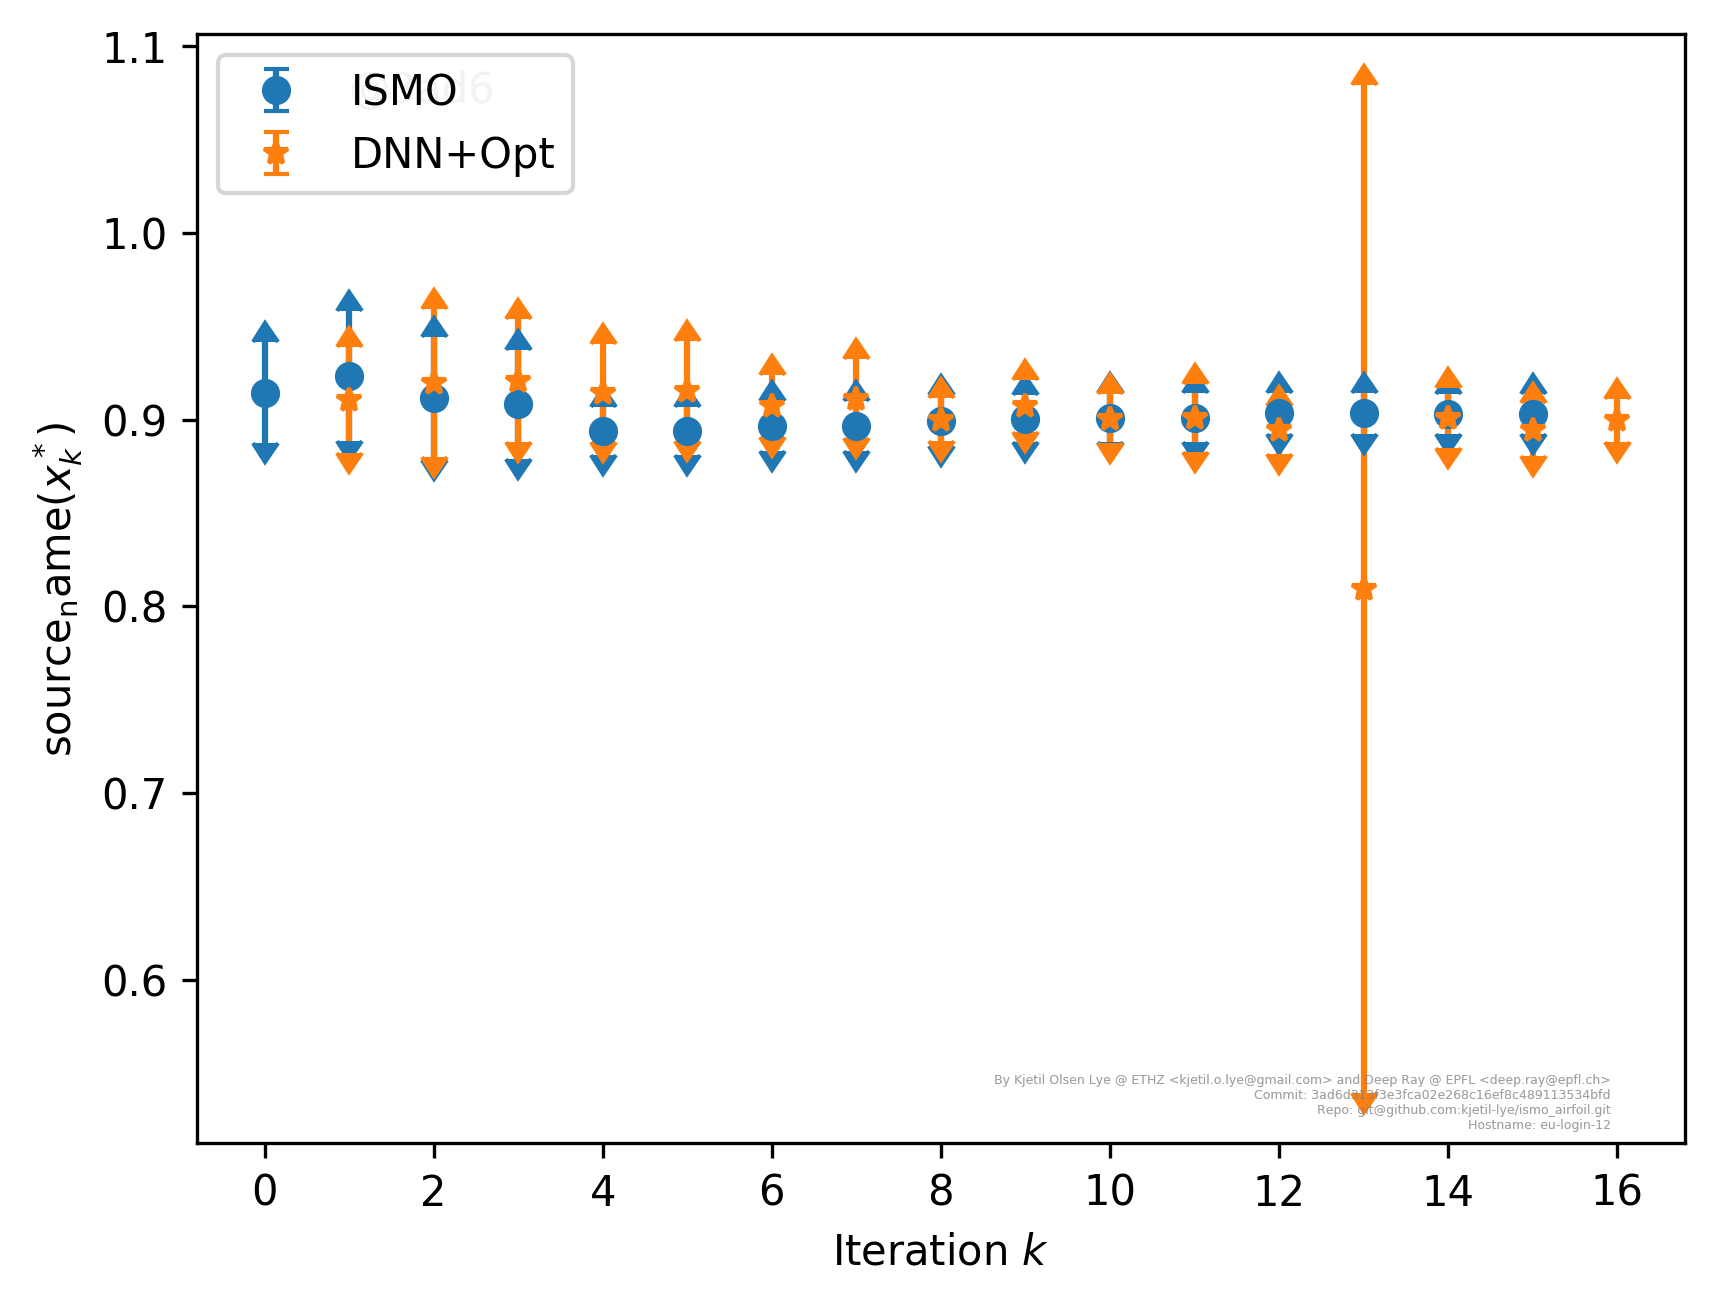 1.1
1.0
0.9
0.8
0.7
0.6
ISMO
DNN+Opt
source_name(x_k^*)
By Kjetil Olsen Lye @ ETHZ <kjetil.o.lye@gmail.com> and Deep Ray @ EPFL <deep.ray@epfl.ch>
Repo: git@github.com:kjetil-lye/ismo_airfoil.git
Hostname: eu-login-12
0 2 4 6 8 10 12 14 16
Iteration k